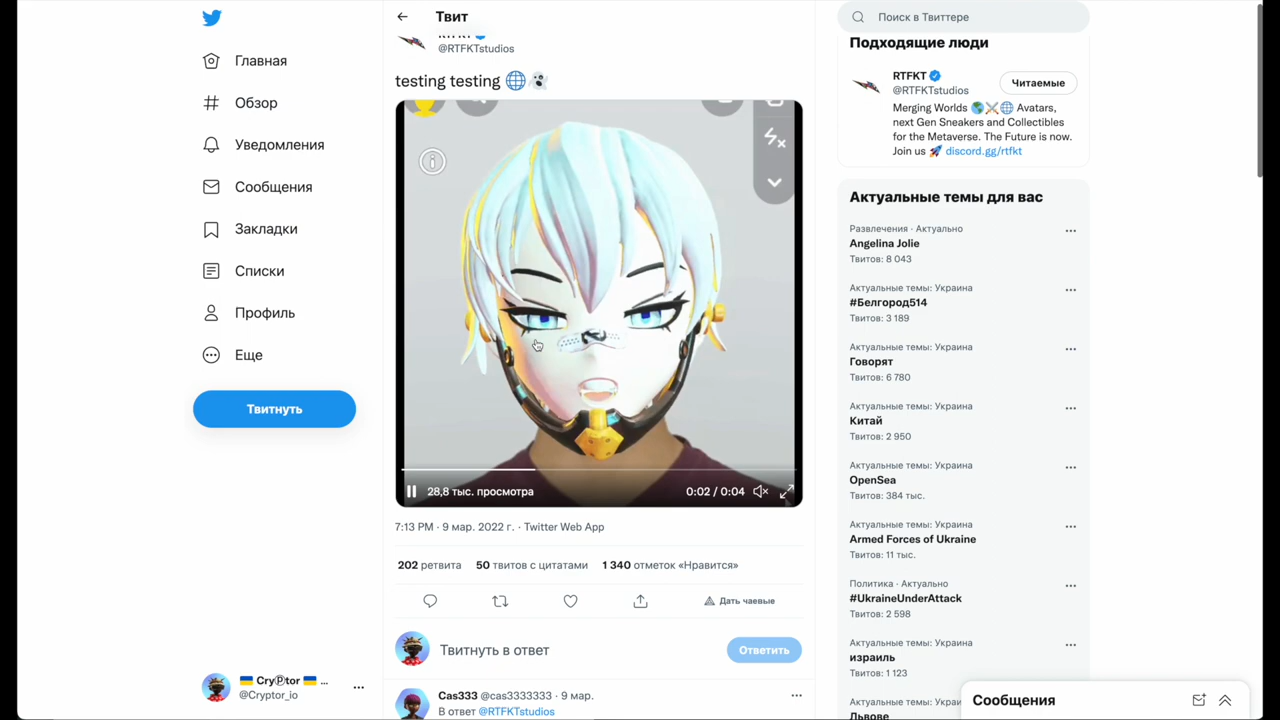 Главная
Обзор
Уведомления
Сообщения
Закладки
Списки
Профиль
Еще
Твитнуть
CryⓅtor ...
@Cryptor_io
Твит
@RTFKTstudios
testing testing
28,8 тыс. просмотра
0:02 / 0:04
7:13 PM · 9 мар. 2022 г. · Twitter Web App
202 ретвита 50 твитов с цитатами 1 340 отметок «Нравится»
Дать чаевые
Твитнуть в ответ
Ответить
Cas333 @cas3333333 · 9 мар.
В ответ @RTFKTstudios
Поиск в Твиттере
Подходящие люди
RTFKT
@RTFKTstudios
Читаемые
Merging Worlds Avatars,
next Gen Sneakers and Collectibles
for the Metaverse. The Future is now.
Join us discord.gg/rtfkt
Актуальные темы для вас
Развлечения · Актуально
Angelina Jolie
Твитов: 8 043
Актуальные темы: Украина
#Белгород514
Твитов: 3 189
Актуальные темы: Украина
Говорят
Твитов: 6 780
Актуальные темы: Украина
Китай
Твитов: 2 950
Актуальные темы: Украина
OpenSea
Твитов: 384 тыс.
Актуальные темы: Украина
Armed Forces of Ukraine
Твитов: 11 тыс.
Политика · Актуально
#UkraineUnderAttack
Твитов: 2 598
Актуальные темы: Украина
израиль
Твитов: 1 123
Актуальные темы: Украина
Львове
Сообщения